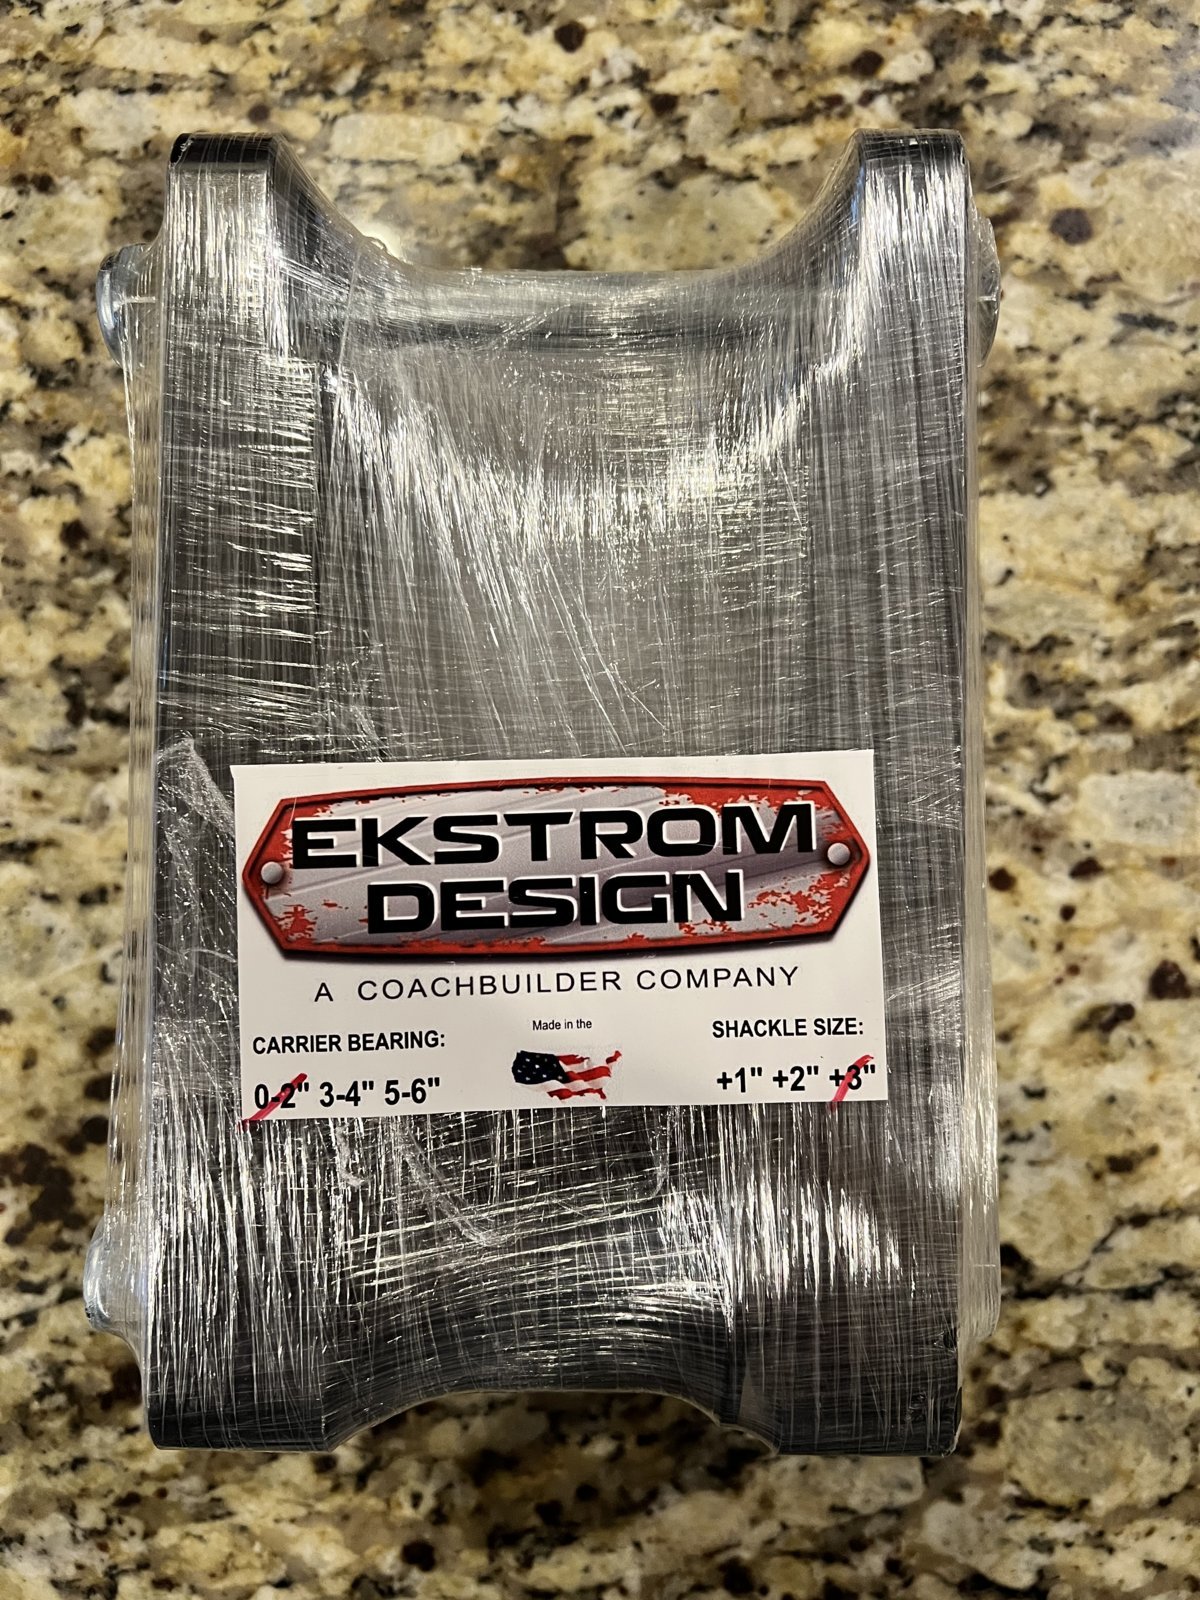 EKSTROM
DESIGN
A COACHBUILDER COMPANY
CARRIER BEARING:
0-2" 3-4" 5-6"
Made in the
SHACKLE SIZE:
+1" +2" +3"